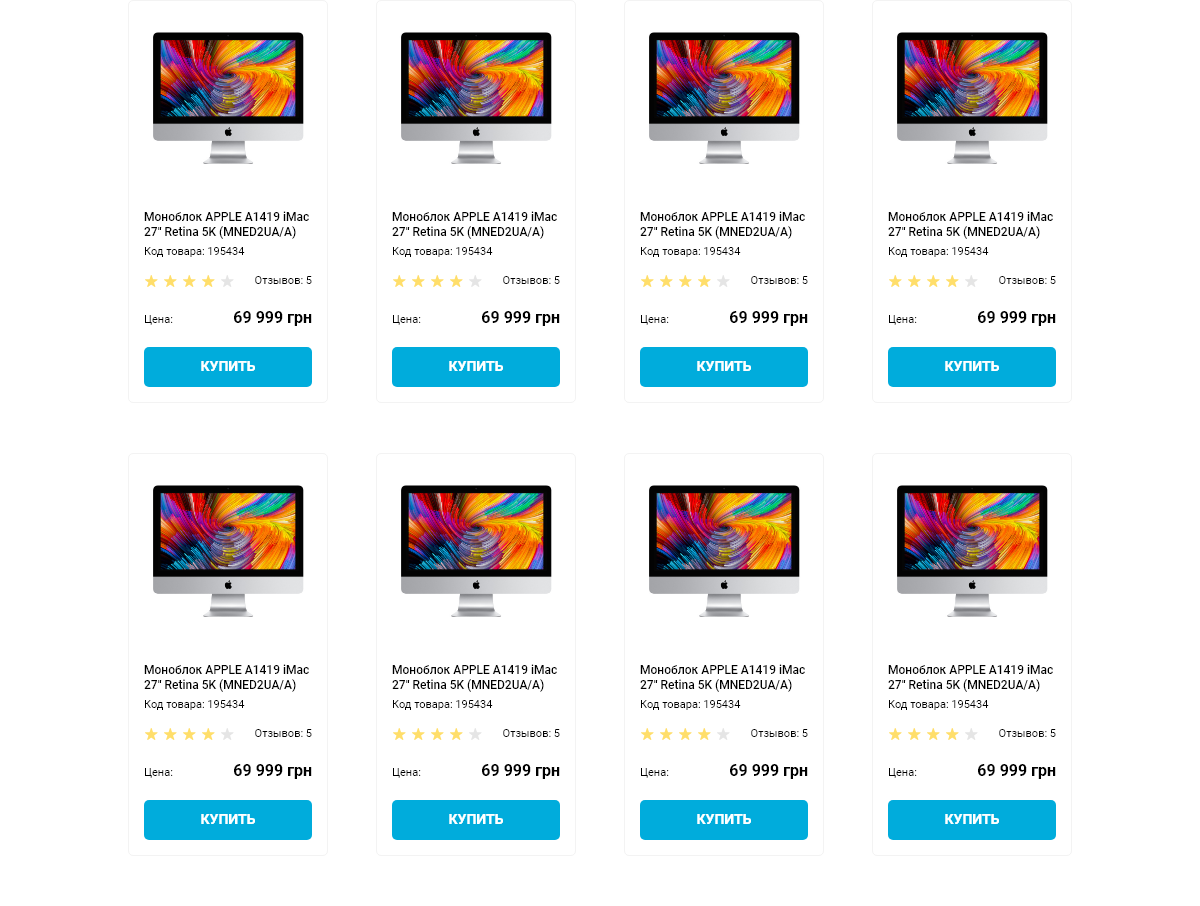 Моноблок APPLE A1419 iMac
27" Retina 5K (MNED2UA/A)
Код товара: 195434
Отзывов: 5
Цена: 69 999 грн
КУПИТЬ
Моноблок APPLE A1419 iMac
27" Retina 5K (MNED2UA/A)
Код товара: 195434
Отзывов: 5
Цена: 69 999 грн
КУПИТЬ
Моноблок APPLE A1419 iMac
27" Retina 5K (MNED2UA/A)
Код товара: 195434
Отзывов: 5
Цена: 69 999 грн
КУПИТЬ
Моноблок APPLE A1419 iMac
27" Retina 5K (MNED2UA/A)
Код товара: 195434
Отзывов: 5
Цена: 69 999 грн
КУПИТЬ
Моноблок APPLE A1419 iMac
27" Retina 5K (MNED2UA/A)
Код товара: 195434
Отзывов: 5
Цена: 69 999 грн
КУПИТЬ
Моноблок APPLE A1419 iMac
27" Retina 5K (MNED2UA/A)
Код товара: 195434
Отзывов: 5
Цена: 69 999 грн
КУПИТЬ
Моноблок APPLE A1419 iMac
27" Retina 5K (MNED2UA/A)
Код товара: 195434
Отзывов: 5
Цена: 69 999 грн
КУПИТЬ
Моноблок APPLE A1419 iMac
27" Retina 5K (MNED2UA/A)
Код товара: 195434
Отзывов: 5
Цена: 69 999 грн
КУПИТЬ